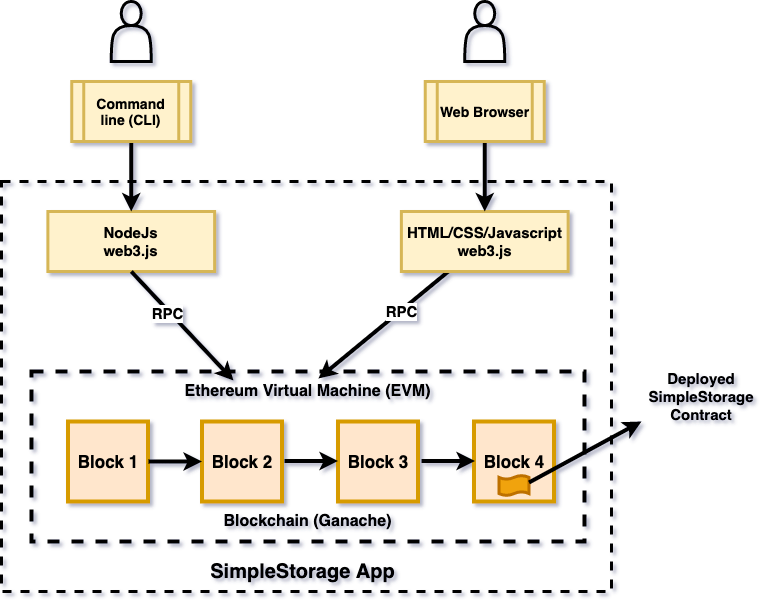 Command
line (CLI)
Web Browser
NodeJs
web3.js
HTML/CSS/Javascript
web3.js
RPC
RPC
Ethereum Virtual Machine (EVM)
Deployed
SimpleStorage
Contract
Block 1
Block 2
Block 3
Block 4
Blockchain (Ganache)
SimpleStorage App